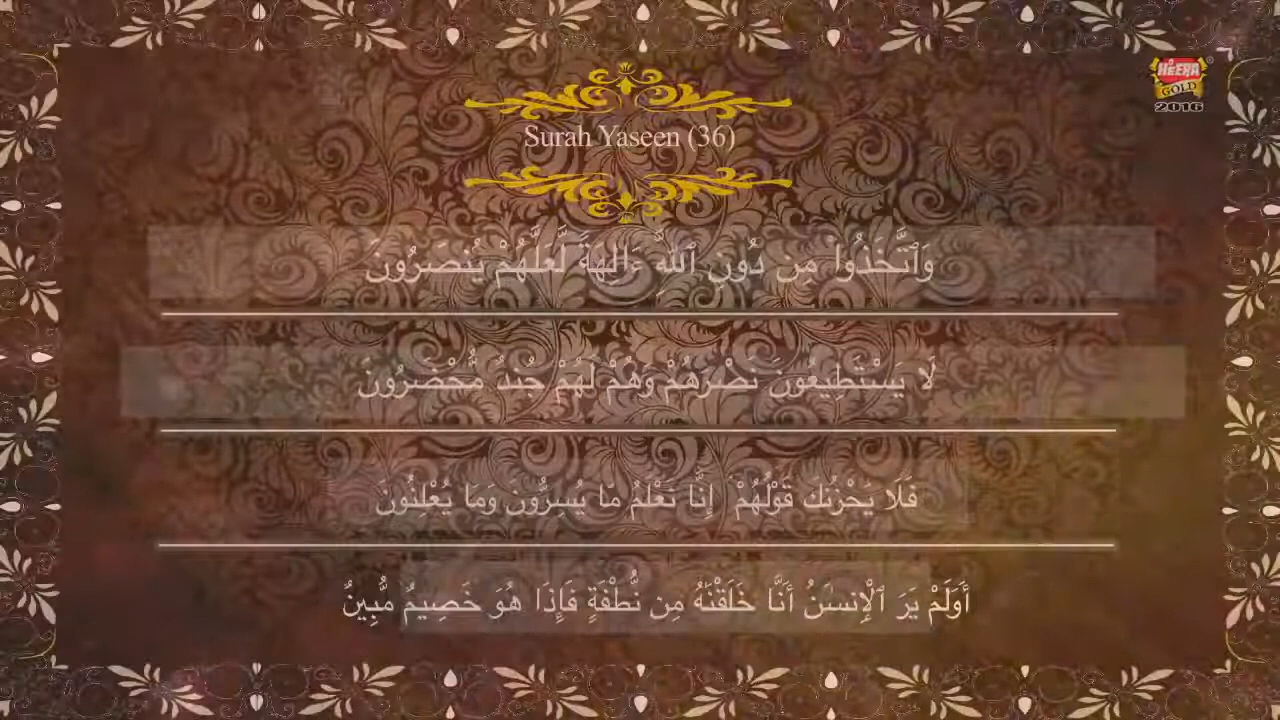 HEERA
GOLD
2016
Surah Yaseen (36)
وَٱتَّخَذُوا۟ مِن دُونِ ٱللَّهِ ءَالِهَةً لَّعَلَّهُمْ يُنْصَرُونَ
لَا يَسْتَطِيعُونَ نَصْرَهُمْ وَهُمْ لَهُمْ جُندٌ مُّحْضَرُونَ
فَلَا يَحْزُنكَ قَوْلُهُمْ ۘ إِنَّا نَعْلَمُ مَا يُسِرُّونَ وَمَا يُعْلِنُونَ
أَوَلَمْ يَرَ ٱلْإِنسَٰنُ أَنَّا خَلَقْنَٰهُ مِن نُّطْفَةٍ فَإِذَا هُوَ خَصِيمٌ مُّبِينٌ